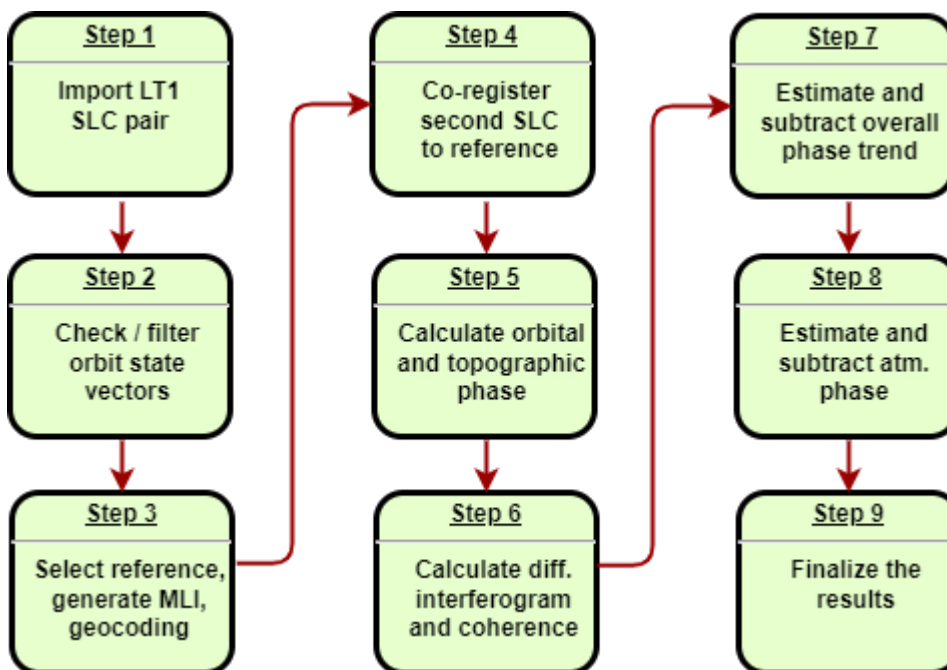 Step 1
Import LT1
SLC pair
Step 2
Check / filter
orbit state
vectors
Step 3
Select reference,
generate MLI,
geocoding
Step 4
Co-register
second SLC
to reference
Step 5
Calculate orbital
and topographic
phase
Step 6
Calculate diff.
interferogram
and coherence
Step 7
Estimate and
subtract overall
phase trend
Step 8
Estimate and
subtract atm.
phase
Step 9
Finalize the
results